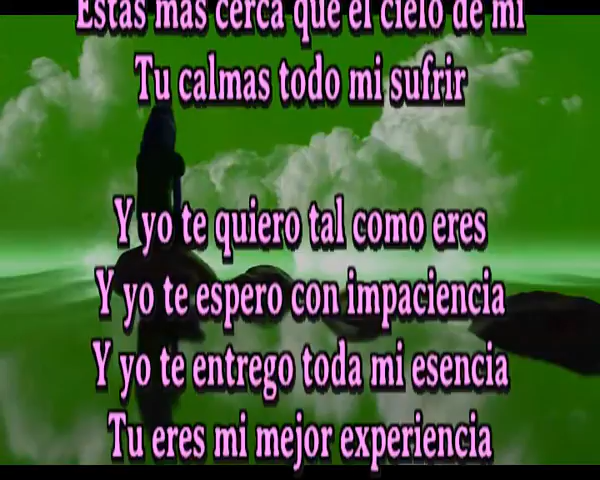 Estas mas cerca que el cielo de mi
Tu calmas todo mi sufrir
Y yo te quiero tal como eres
Y yo te espero con impaciencia
Y yo te entrego toda mi esencia
Tu eres mi mejor experiencia